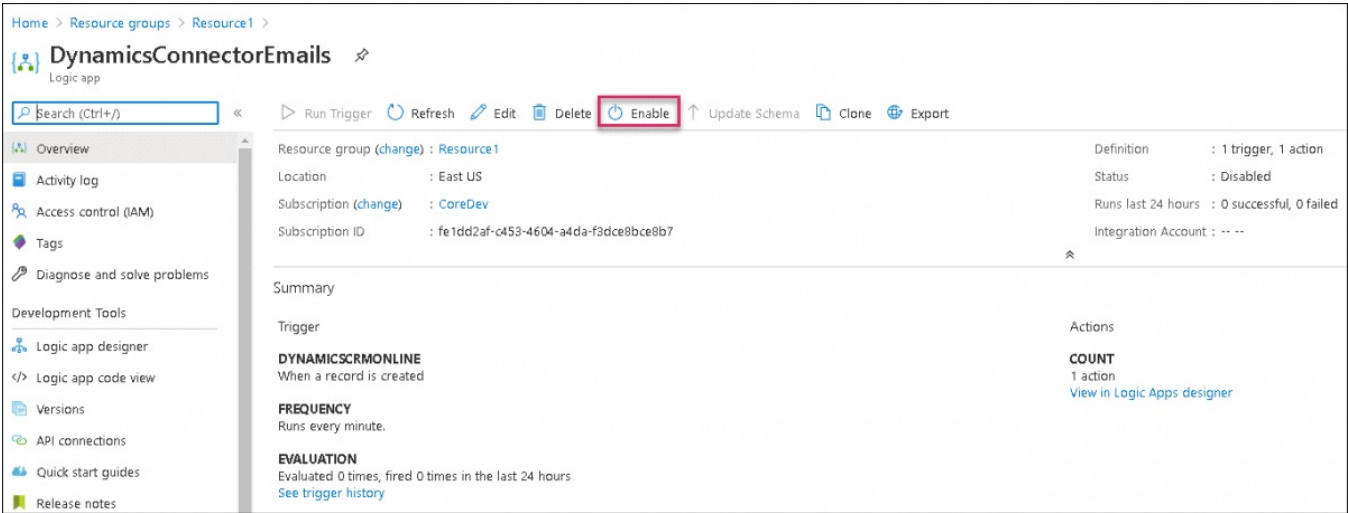 Home > Resource groups > Resource1 >
DynamicsConnectorEmails
Logic app
Search (Ctrl+/)
«
Run Trigger Refresh Edit Delete Enable Update Schema Clone Export
Overview
Activity log
Access control (IAM)
Tags
Diagnose and solve problems
Development Tools
Logic app designer
Logic app code view
Versions
API connections
Quick start guides
Release notes
Resource group (change) : Resource1
Location : East US
Subscription (change) : CoreDev
Subscription ID : fe1dd2af-c453-4604-a4da-f3dce8bce8b7
Definition : 1 trigger, 1 action
Status : Disabled
Runs last 24 hours : 0 successful, 0 failed
Integration Account : -- --
Summary
Trigger
DYNAMICSCRMONLINE
When a record is created
FREQUENCY
Runs every minute.
EVALUATION
Evaluated 0 times, fired 0 times in the last 24 hours
See trigger history
Actions
COUNT
1 action
View in Logic Apps designer